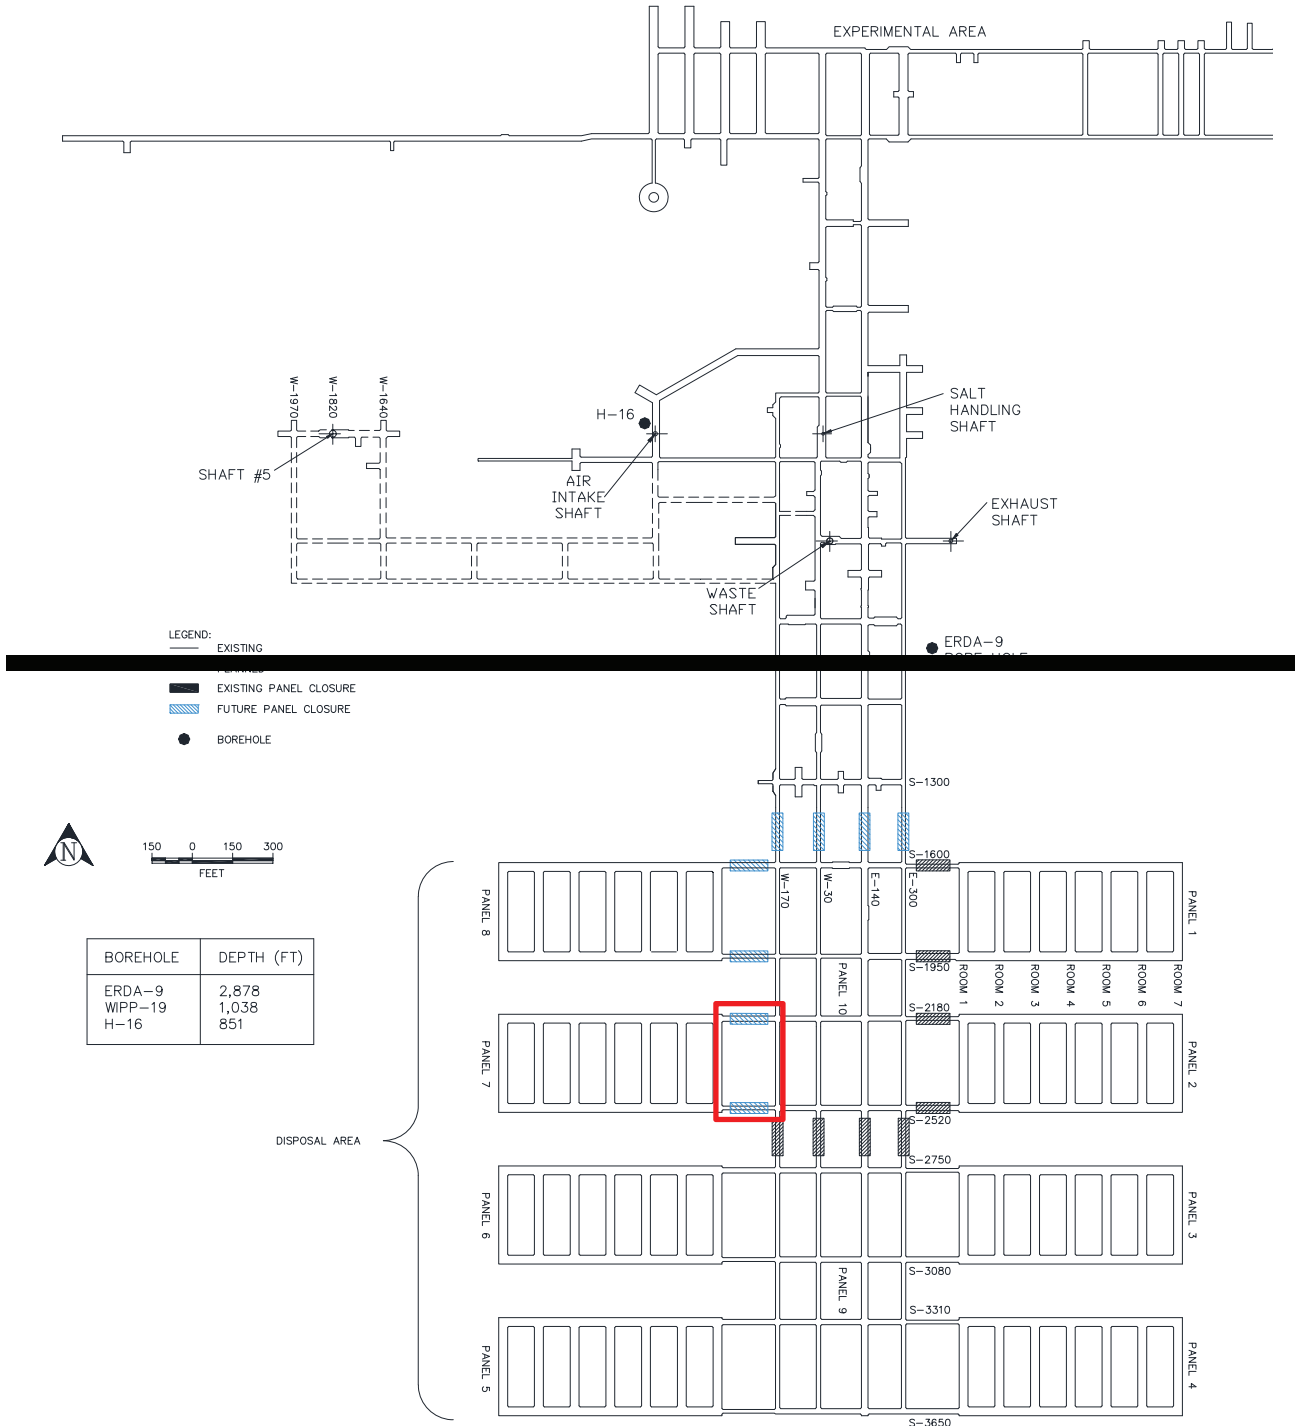 EXPERIMENTAL AREA
W-1970
W-1820
W-1640
H-16
SALT
HANDLING
SHAFT
SHAFT #5
AIR
INTAKE
SHAFT
EXHAUST
SHAFT
WASTE
SHAFT
LEGEND:
EXISTING
ERDA-9
EXISTING PANEL CLOSURE
FUTURE PANEL CLOSURE
BOREHOLE
S-1300
N
150 0 150 300
FEET
S-1600
PANEL 8
W-170
W-30
E-140
E-300
PANEL 1
BOREHOLE DEPTH (FT)
ERDA-9 2,878
WIPP-19 1,038
H-16 851
PANEL 10
S-1950
ROOM 1
ROOM 2
ROOM 3
ROOM 4
ROOM 5
ROOM 6
ROOM 7
S-2180
PANEL 7
PANEL 2
S-2520
DISPOSAL AREA
S-2750
PANEL 6
PANEL 3
S-3080
PANEL 9
S-3310
PANEL 5
PANEL 4
S-3650